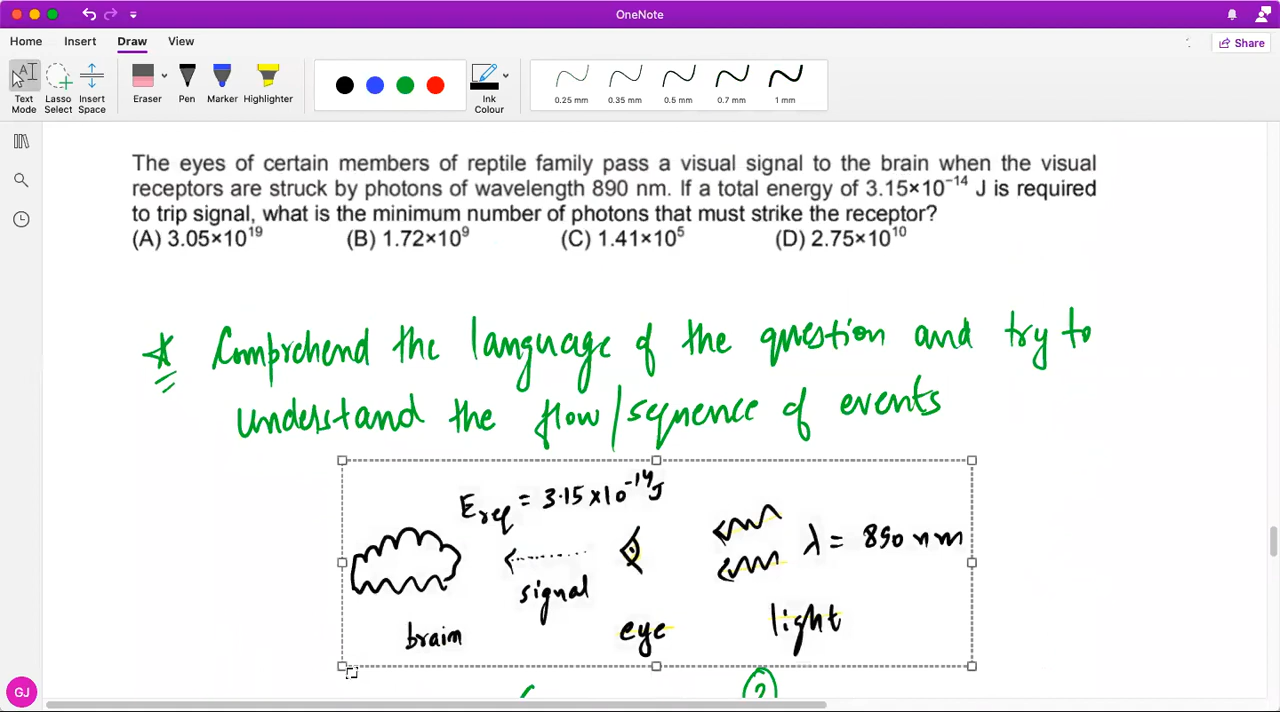 OneNote
Home Insert Draw View
Share
Text Mode
Lasso Select
Insert Space
Eraser
Pen
Marker
Highlighter
Ink Colour
0.25 mm 0.35 mm 0.5 mm 0.7 mm 1 mm
The eyes of certain members of reptile family pass a visual signal to the brain when the visual
receptors are struck by photons of wavelength 890 nm. If a total energy of 3.15×10⁻¹⁴ J is required
to trip signal, what is the minimum number of photons that must strike the receptor?
(A) 3.05×10¹⁹ (B) 1.72×10⁹ (C) 1.41×10⁵ (D) 2.75×10¹⁰
* Comprehend the language of the question and try to
understand the flow/sequence of events
E_req = 3.15×10⁻¹⁴J
λ = 890 nm
signal
brain eye light
2
GJ